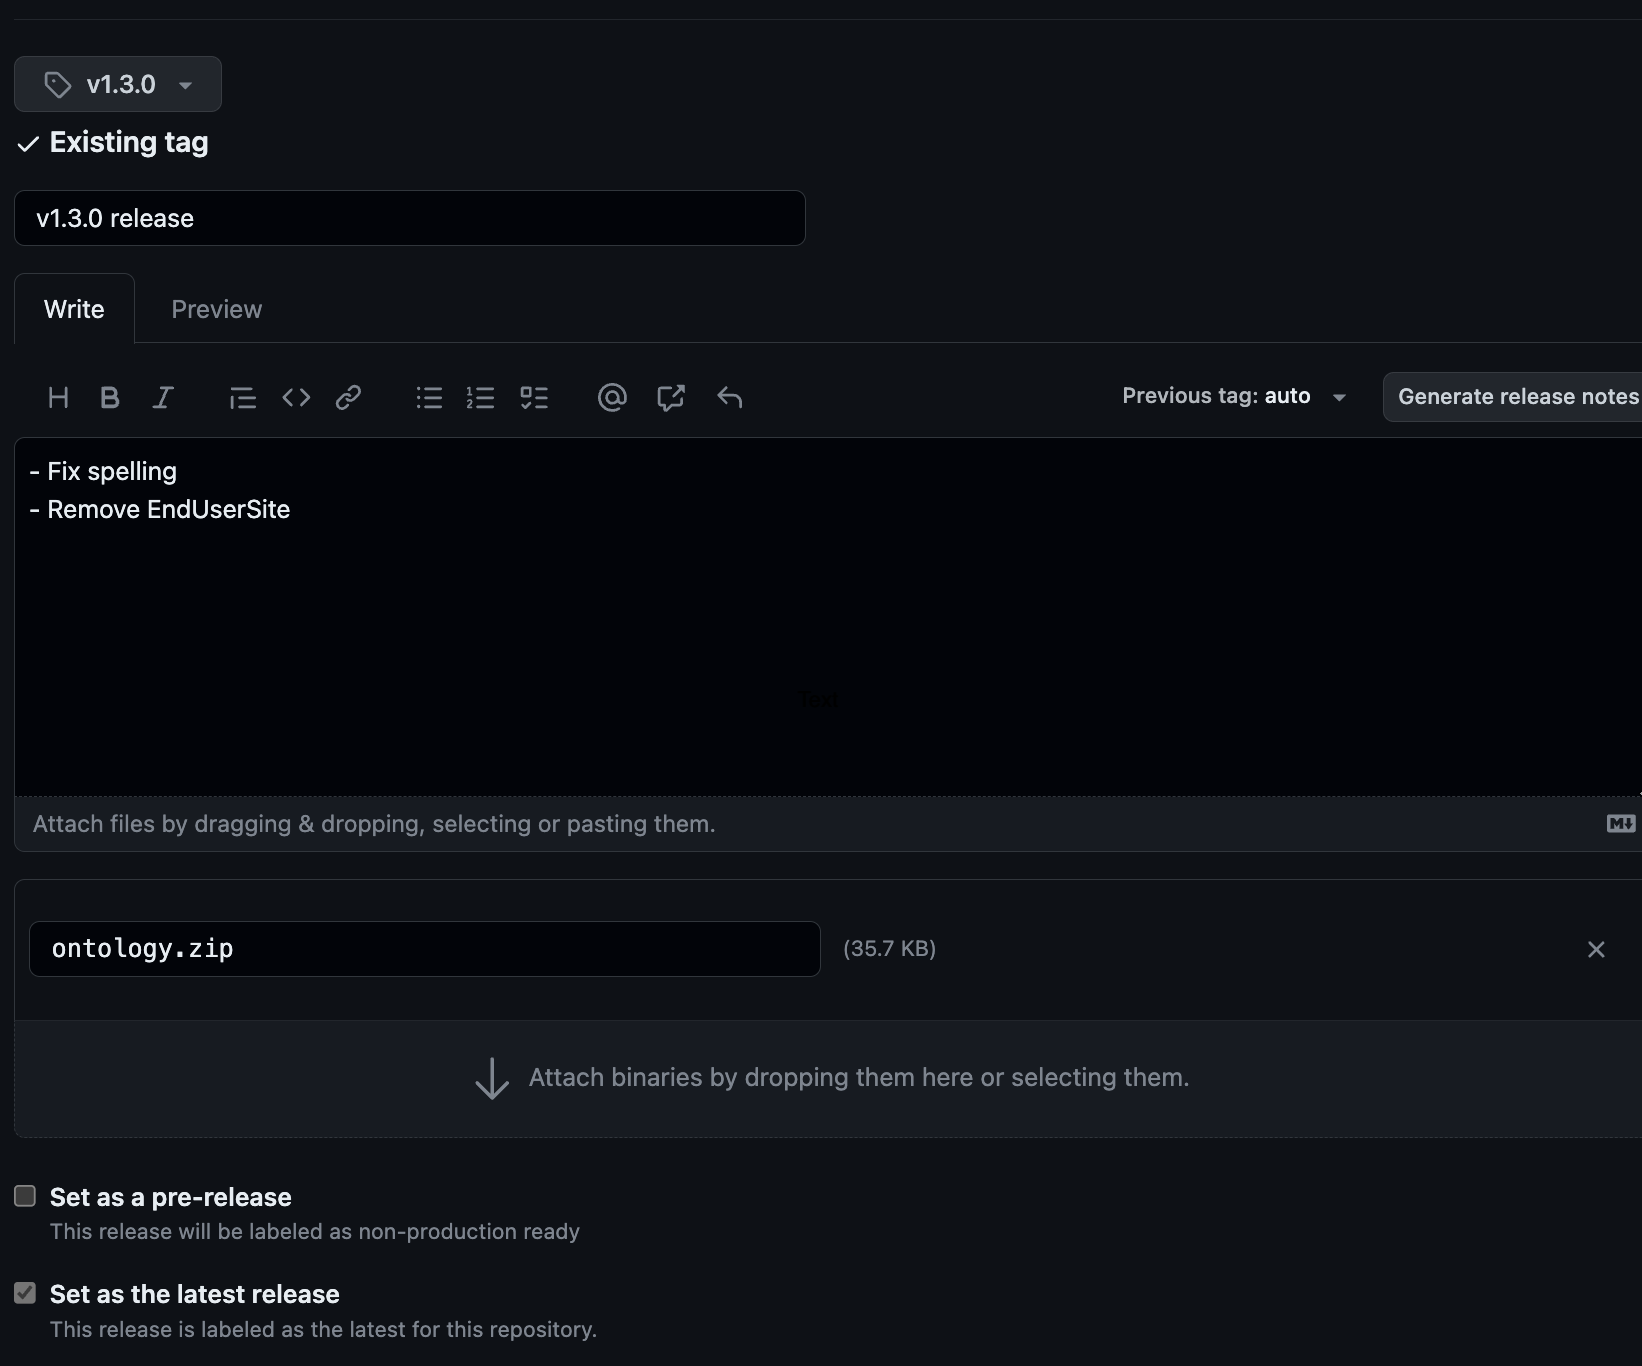 v1.3.0
Existing tag
v1.3.0 release
Write Preview
H B I Previous tag: auto Generate release notes
- Fix spelling
- Remove EndUserSite
Text
Attach files by dragging & dropping, selecting or pasting them.
ontology.zip (35.7 KB)
Attach binaries by dropping them here or selecting them.
Set as a pre-release
This release will be labeled as non-production ready
Set as the latest release
This release is labeled as the latest for this repository.